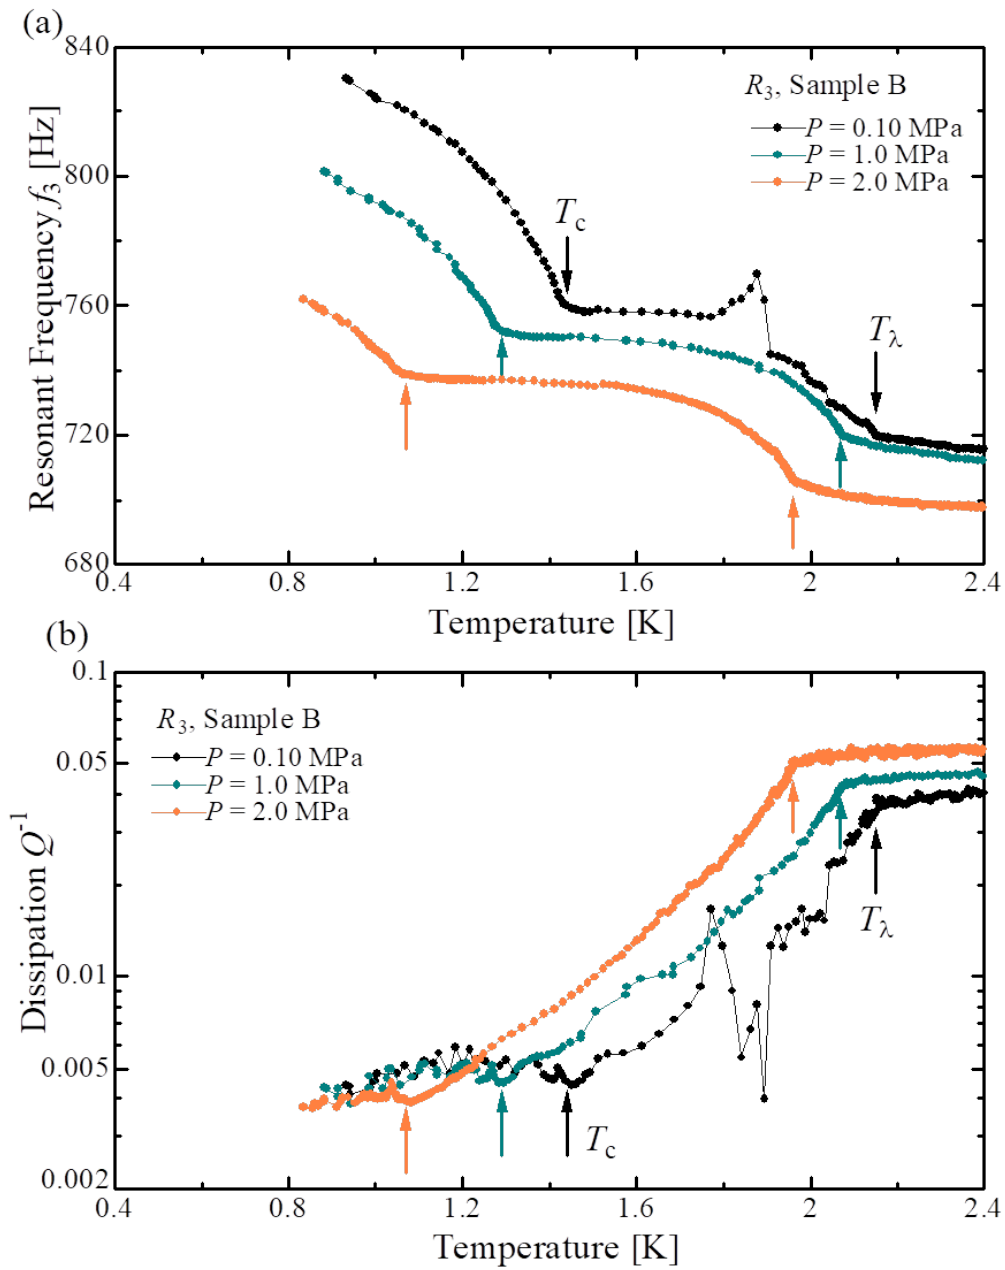 (a)
840
800
760
720
680
Resonant Frequency f3 [Hz]
R3, Sample B
P = 0.10 MPa
P = 1.0 MPa
P = 2.0 MPa
Tc
Tλ
0.4 0.8 1.2 1.6 2 2.4
Temperature [K]
(b)
0.1
0.05
0.01
0.005
0.002
Dissipation Q-1
R3, Sample B
P = 0.10 MPa
P = 1.0 MPa
P = 2.0 MPa
Tλ
Tc
0.4 0.8 1.2 1.6 2 2.4
Temperature [K]